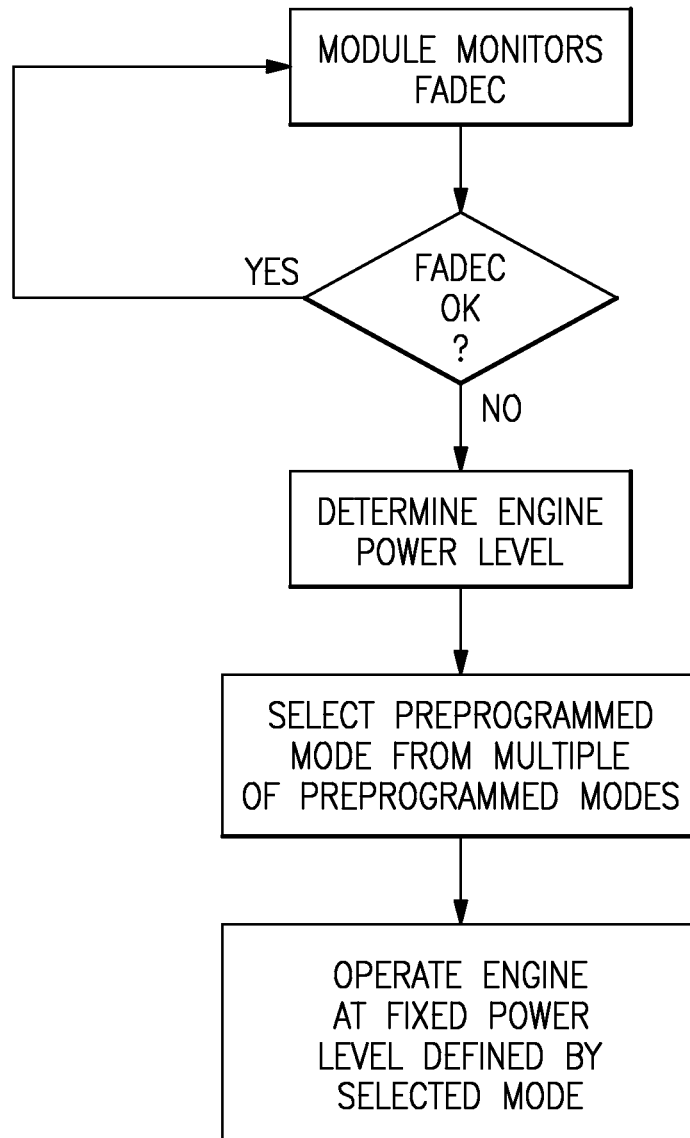 MODULE MONITORS
FADEC
YES
FADEC
OK
?
NO
DETERMINE ENGINE
POWER LEVEL
SELECT PREPROGRAMMED
MODE FROM MULTIPLE
OF PREPROGRAMMED MODES
OPERATE ENGINE
AT FIXED POWER
LEVEL DEFINED BY
SELECTED MODE